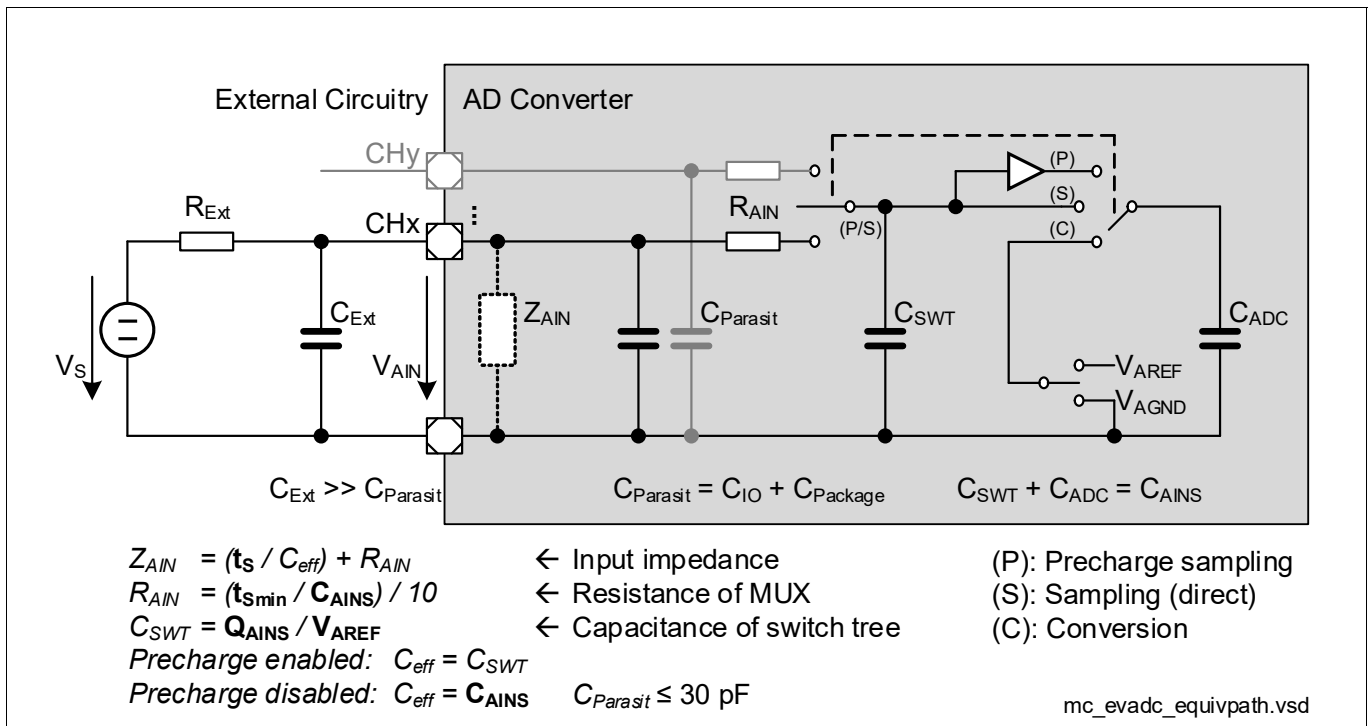 External Circuitry
AD Converter
CHy
(P)
R_Ext
CHx
⋮
R_AIN
(P/S)
(S)
(C)
C_Ext
Z_AIN
C_Parasit
C_SWT
C_ADC
V_S
V_AIN
V_AREF
V_AGND
C_Ext >> C_Parasit
C_Parasit = C_IO + C_Package
C_SWT + C_ADC = C_AINS
Z_AIN = (t_S / C_eff) + R_AIN ← Input impedance (P): Precharge sampling
R_AIN = (t_Smin / C_AINS) / 10 ← Resistance of MUX (S): Sampling (direct)
C_SWT = Q_AINS / V_AREF ← Capacitance of switch tree (C): Conversion
Precharge enabled: C_eff = C_SWT
Precharge disabled: C_eff = C_AINS C_Parasit ≤ 30 pF
mc_evadc_equivpath.vsd